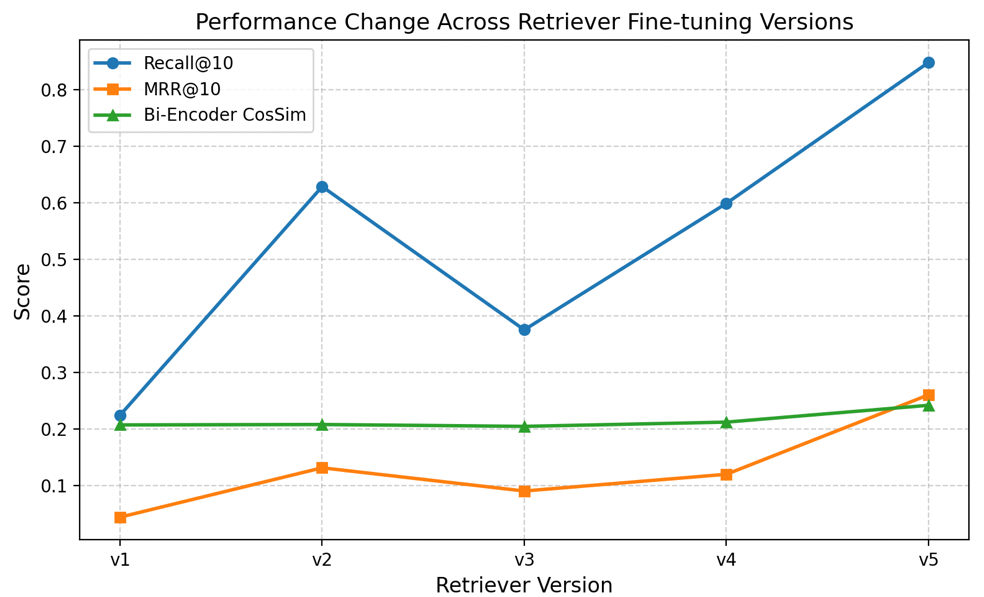 Performance Change Across Retriever Fine-tuning Versions
Recall@10
MRR@10
Bi-Encoder CosSim
Score
0.8
0.7
0.6
0.5
0.4
0.3
0.2
0.1
v1 v2 v3 v4 v5
Retriever Version